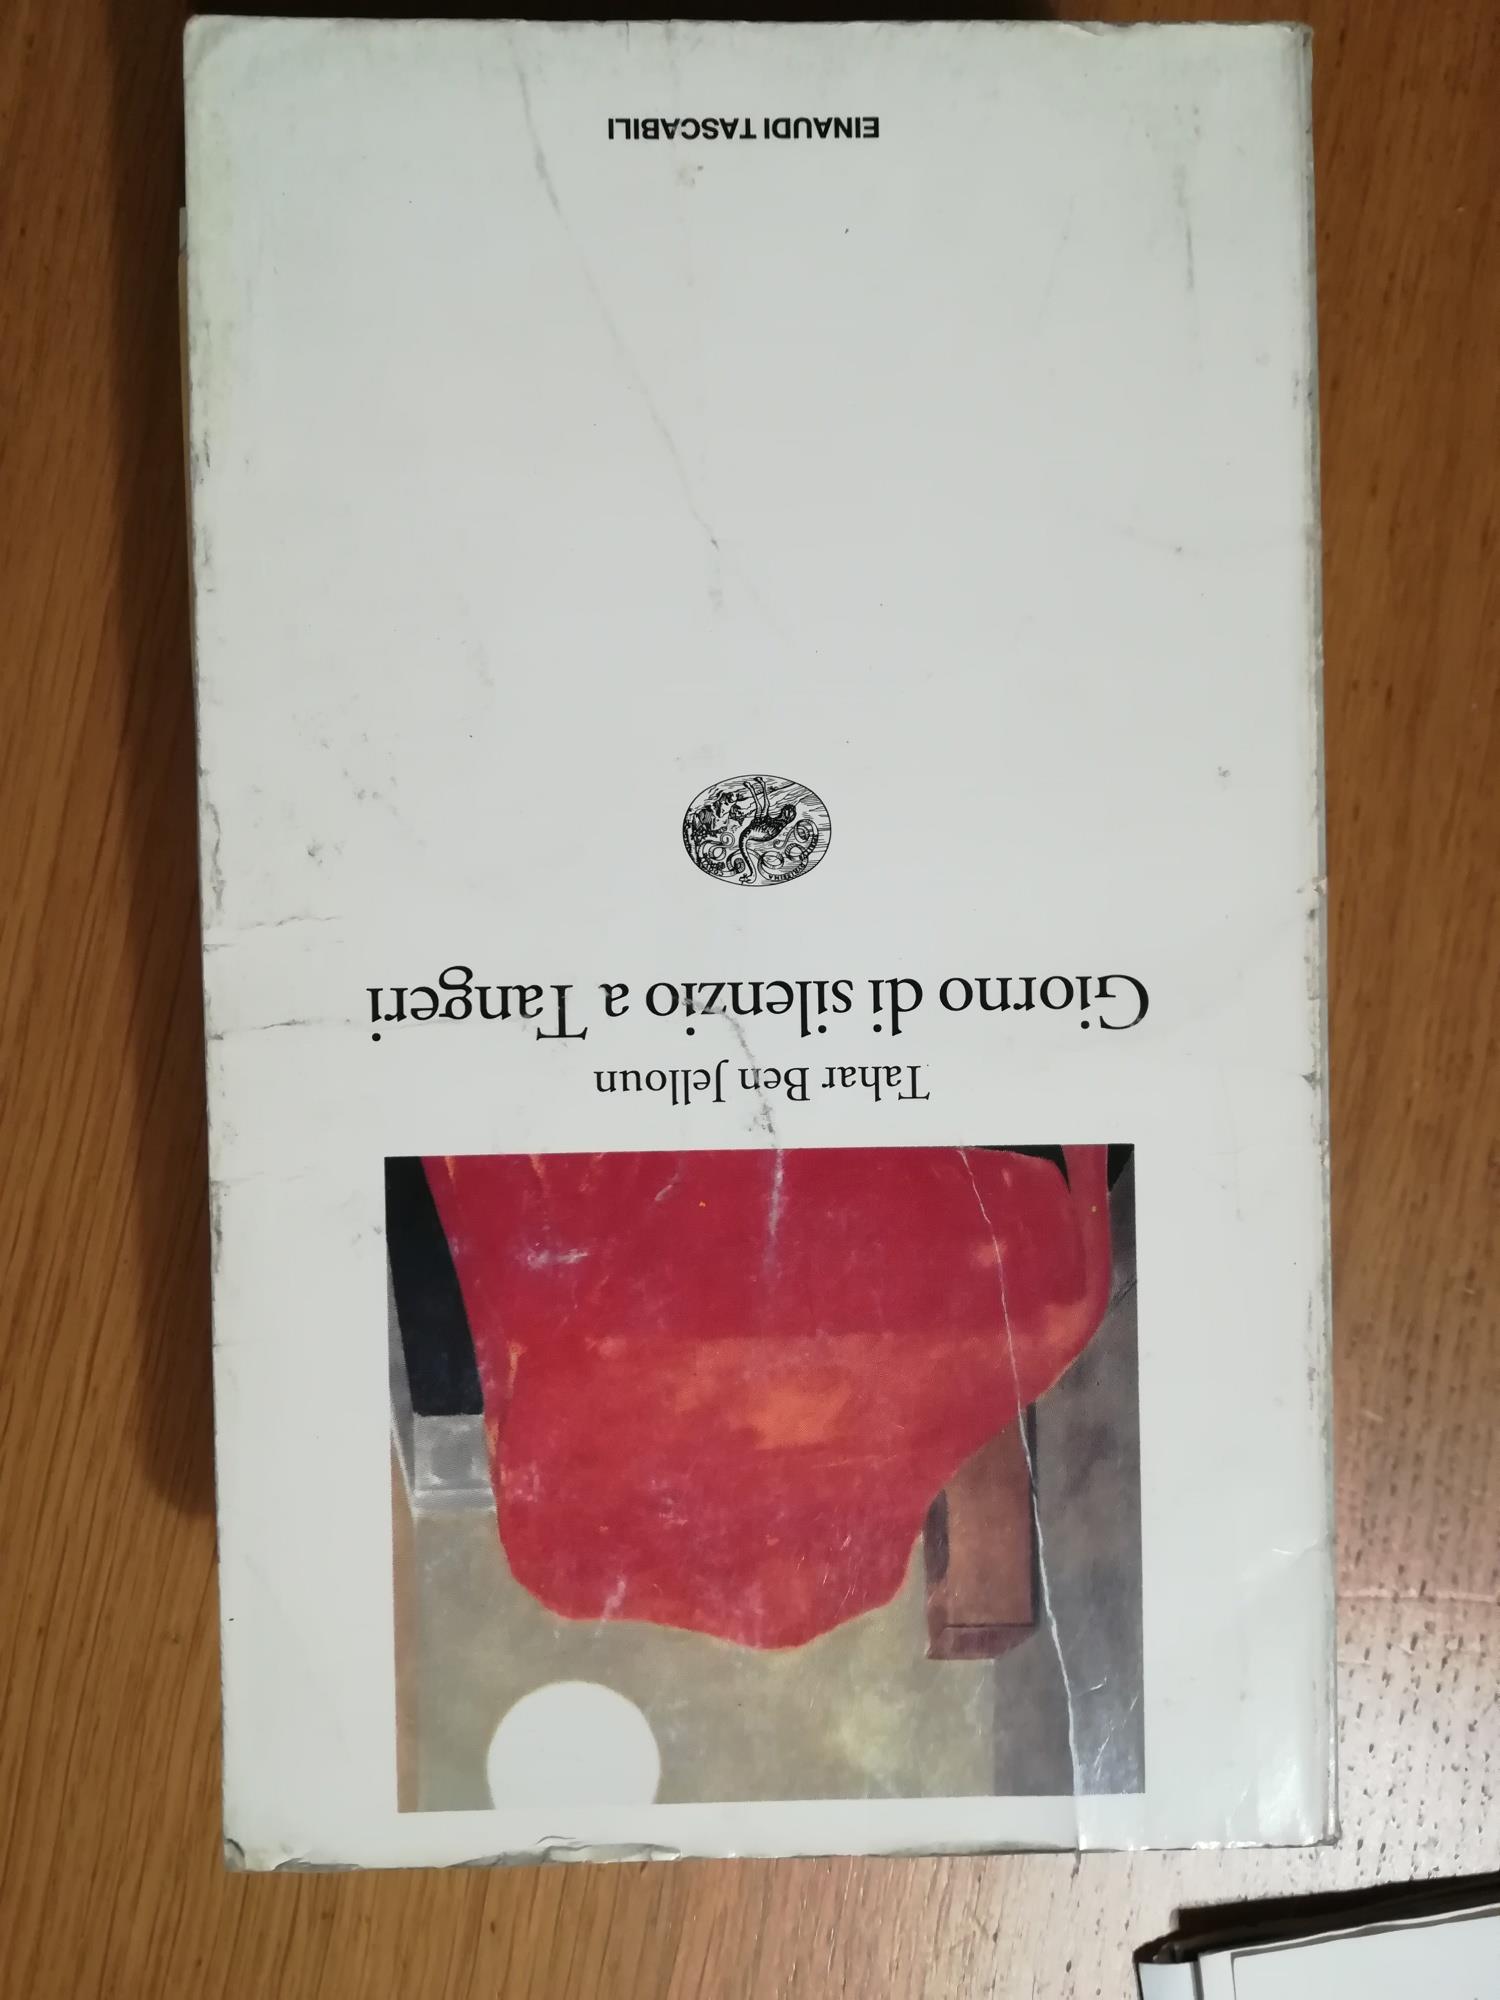 Tahar Ben Jelloun
Giorno di silenzio a Tangeri
EINAUDI TASCABILI